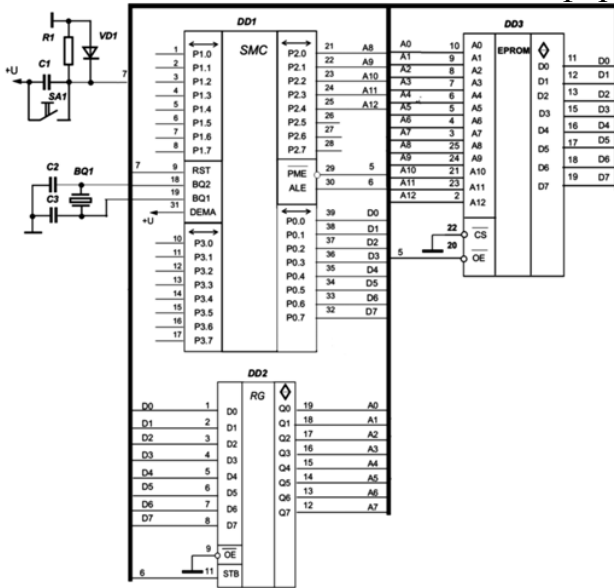 R1 VD1
C1
+U
SA1
7
C2 BQ1
C3
7
DD1
SMC
1 P1.0
2 P1.1
3 P1.2
4 P1.3
5 P1.4
6 P1.5
7 P1.6
8 P1.7
9 RST
18 BQ2
19 BQ1
31 DEMA
+U
10 P3.0
11 P3.1
12 P3.2
13 P3.3
14 P3.4
15 P3.5
16 P3.6
17 P3.7
P2.0 21 A8
P2.1 22 A9
P2.2 23 A10
P2.3 24 A11
P2.4 25 A12
P2.5 26
P2.6 27
P2.7 28
PME 29 5
ALE 30 6
P0.0 39 D0
P0.1 38 D1
P0.2 37 D2
P0.3 36 D3
P0.4 35 D4
P0.5 34 D5
P0.6 33 D6
P0.7 32 D7
DD3
EPROM
A0 10 A0
A1 9 A1
A2 8 A2
A3 7 A3
A4 6 A4
A5 5 A5
A6 4 A6
A7 3 A7
A8 25 A8
A9 24 A9
A10 21 A10
A11 23 A11
A12 2 A12
22 CS
5 20 OE
D0 11 D0
D1 12 D1
D2 13 D2
D3 15 D3
D4 16 D4
D5 17 D5
D6 18 D6
D7 19 D7
DD2
RG
D0 1 D0
D1 2 D1
D2 3 D2
D3 4 D3
D4 5 D4
D5 6 D5
D6 7 D6
D7 8 D7
9 OE
6 11 STB
Q0 19 A0
Q1 18 A1
Q2 17 A2
Q3 16 A3
Q4 15 A4
Q5 14 A5
Q6 13 A6
Q7 12 A7